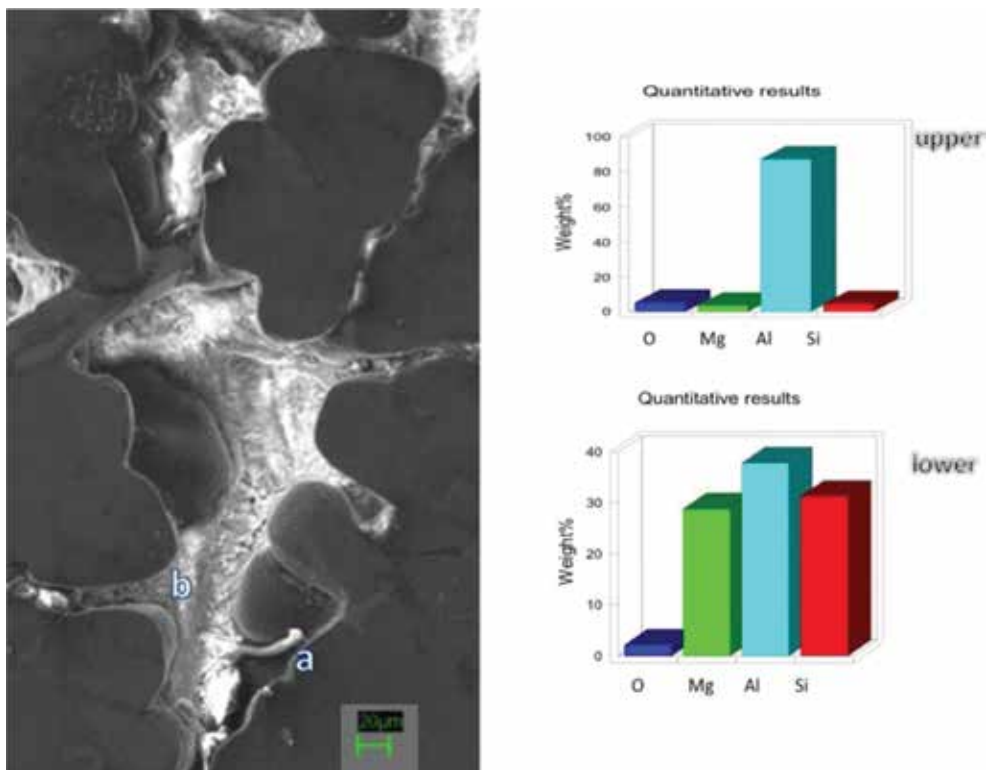 b
a
20µm
Quantitative results
upper
Weight%
100
80
60
40
20
0
O Mg Al Si
Quantitative results
lower
Weight%
40
30
20
10
0
O Mg Al Si